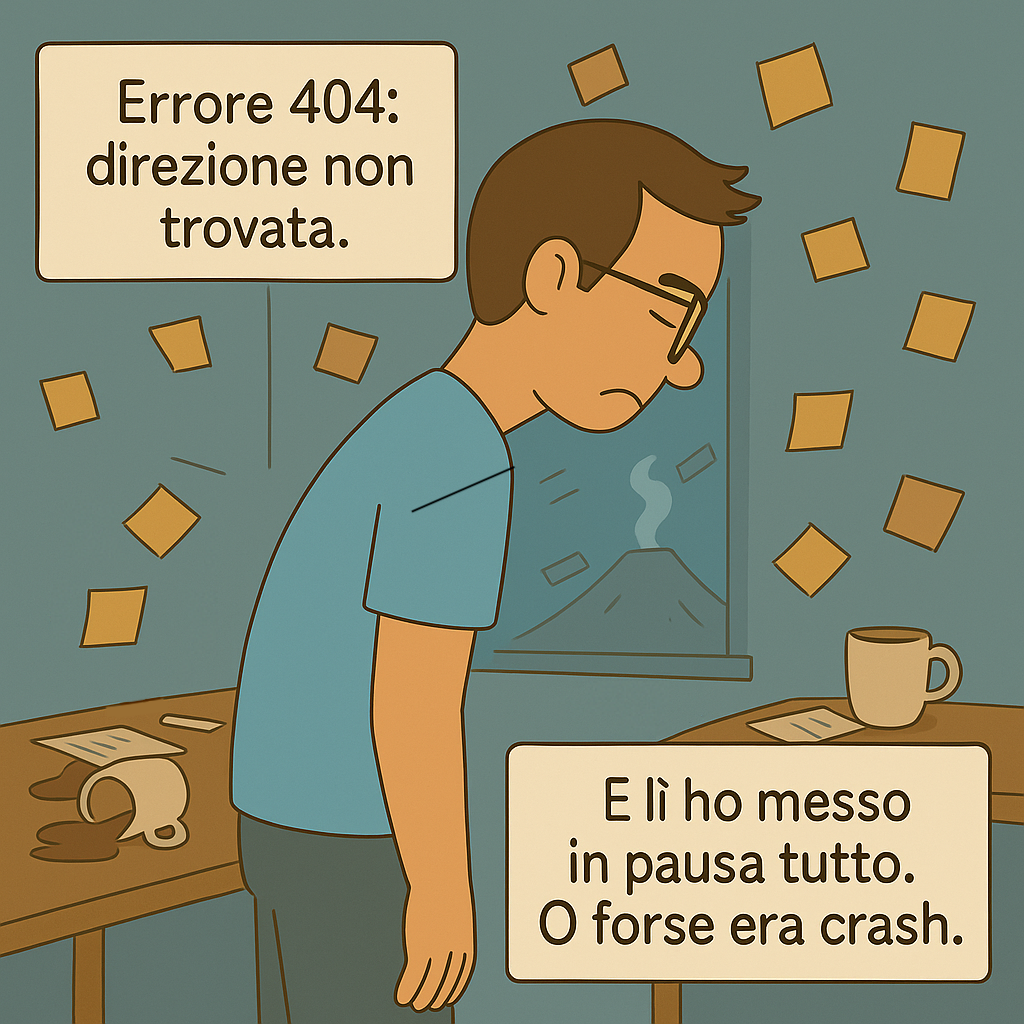 Errore 404:
direzione non
trovata.
E lì ho messo
in pausa tutto.
O forse era crash.